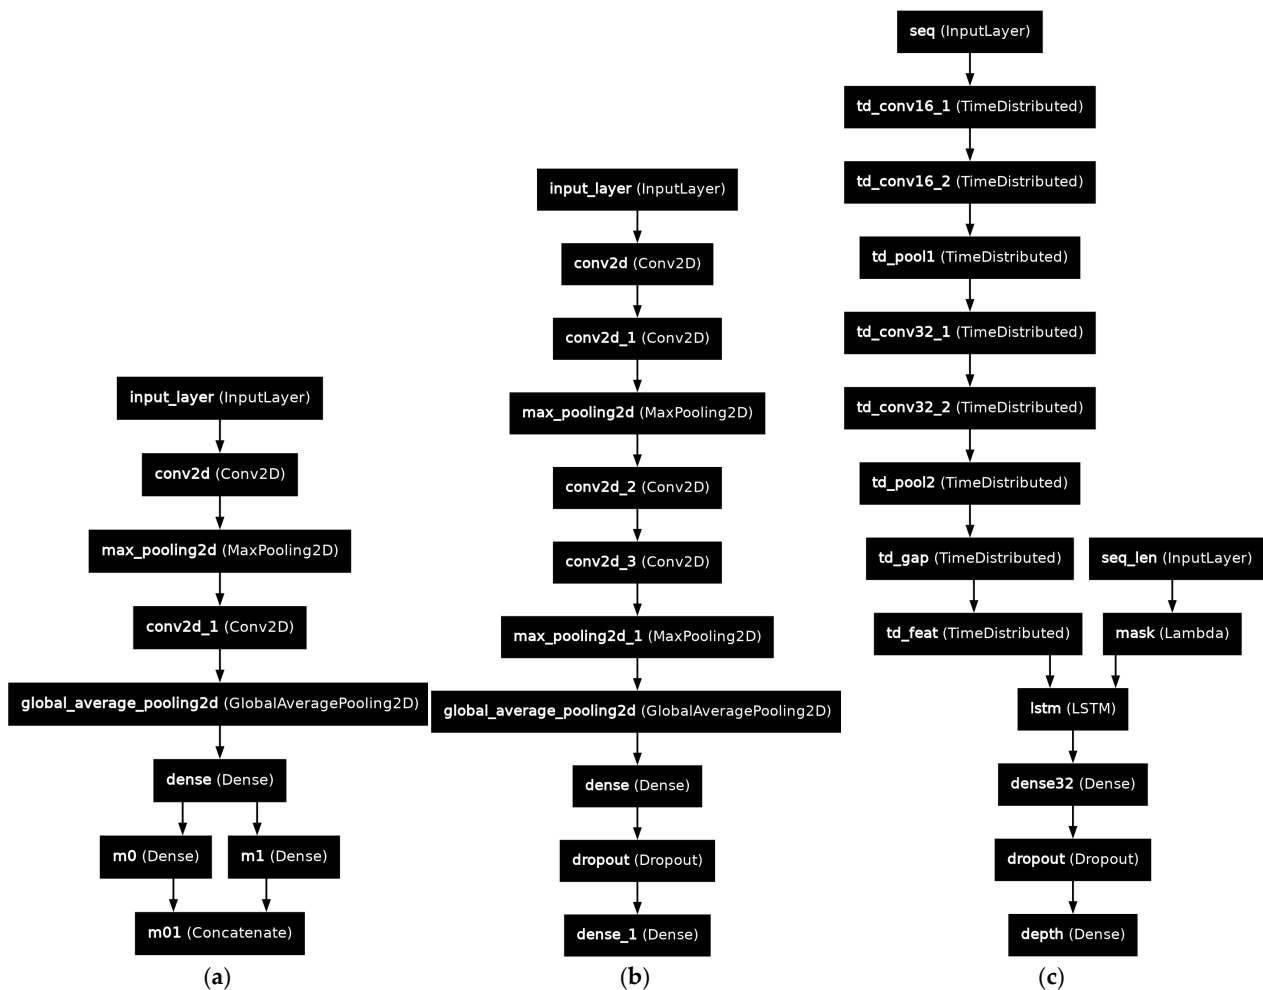 input_layer (InputLayer)
conv2d (Conv2D)
max_pooling2d (MaxPooling2D)
conv2d_1 (Conv2D)
global_average_pooling2d (GlobalAveragePooling2D)
dense (Dense)
m0 (Dense)
m1 (Dense)
m01 (Concatenate)
(a)
input_layer (InputLayer)
conv2d (Conv2D)
conv2d_1 (Conv2D)
max_pooling2d (MaxPooling2D)
conv2d_2 (Conv2D)
conv2d_3 (Conv2D)
max_pooling2d_1 (MaxPooling2D)
global_average_pooling2d (GlobalAveragePooling2D)
dense (Dense)
dropout (Dropout)
dense_1 (Dense)
(b)
seq (InputLayer)
td_conv16_1 (TimeDistributed)
td_conv16_2 (TimeDistributed)
td_pool1 (TimeDistributed)
td_conv32_1 (TimeDistributed)
td_conv32_2 (TimeDistributed)
td_pool2 (TimeDistributed)
td_gap (TimeDistributed)
seq_len (InputLayer)
td_feat (TimeDistributed)
mask (Lambda)
lstm (LSTM)
dense32 (Dense)
dropout (Dropout)
depth (Dense)
(c)